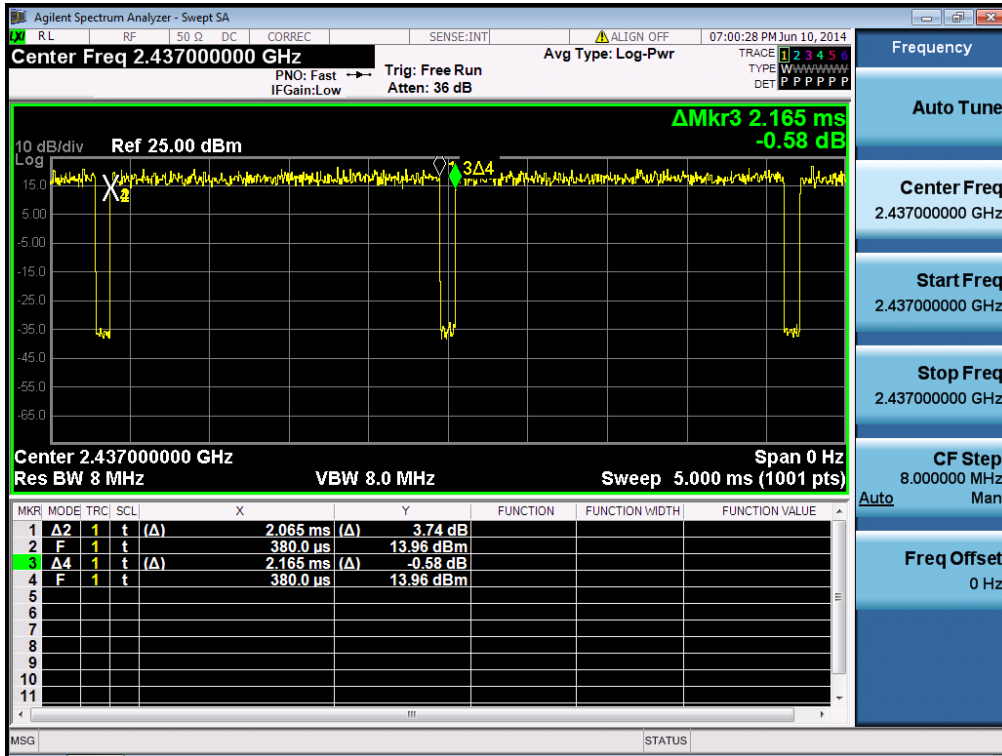 Agilent Spectrum Analyzer - Swept SA
LXI RL RF 50 Ω DC CORREC SENSE:INT ALIGN OFF 07:00:28 PM Jun 10, 2014
Center Freq 2.437000000 GHz
PNO: Fast
IFGain:Low
Trig: Free Run
Atten: 36 dB
Avg Type: Log-Pwr
TRACE 1 2 3 4 5 6
TYPE WWWWWW
DET P P P P P P
ΔMkr3 2.165 ms
-0.58 dB
10 dB/div Ref 25.00 dBm
Log
15.0
5.00
-5.00
-15.0
-25.0
-35.0
-45.0
-55.0
-65.0
2
3Δ4
Center 2.437000000 GHz Span 0 Hz
Res BW 8 MHz VBW 8.0 MHz Sweep 5.000 ms (1001 pts)
MKR MODE TRC SCL X Y FUNCTION FUNCTION WIDTH FUNCTION VALUE
1 Δ2 1 t (Δ) 2.065 ms (Δ) 3.74 dB
2 F 1 t 380.0 µs 13.96 dBm
3 Δ4 1 t (Δ) 2.165 ms (Δ) -0.58 dB
4 F 1 t 380.0 µs 13.96 dBm
5
6
7
8
9
10
11
MSG STATUS
Frequency
Auto Tune
Center Freq
2.437000000 GHz
Start Freq
2.437000000 GHz
Stop Freq
2.437000000 GHz
CF Step
8.000000 MHz
Auto Man
Freq Offset
0 Hz